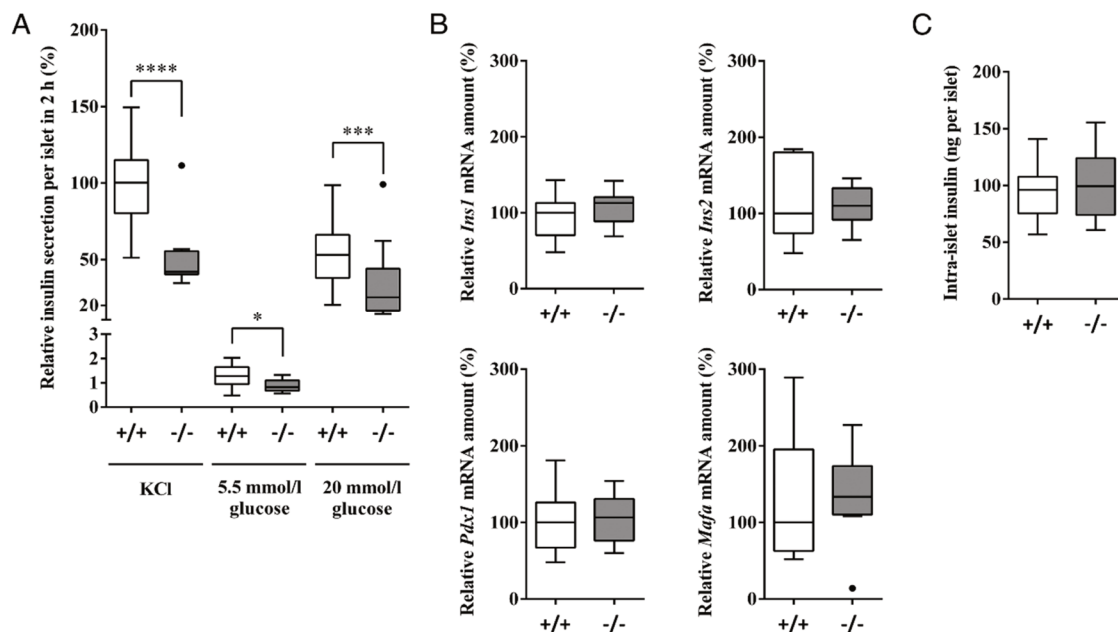 A
Relative insulin secretion per islet in 2 h (%)
200
150
100
50
20
3
2
1
0
****
*
***
+/+ -/- +/+ -/- +/+ -/-
KCl
5.5 mmol/l
glucose
20 mmol/l
glucose
B
Relative Ins1 mRNA amount (%)
300
200
100
0
+/+ -/-
Relative Ins2 mRNA amount (%)
300
200
100
0
+/+ -/-
Relative Pdx1 mRNA amount (%)
300
200
100
0
+/+ -/-
Relative Mafa mRNA amount (%)
300
200
100
0
+/+ -/-
C
Intra-islet insulin (ng per islet)
200
150
100
50
0
+/+ -/-